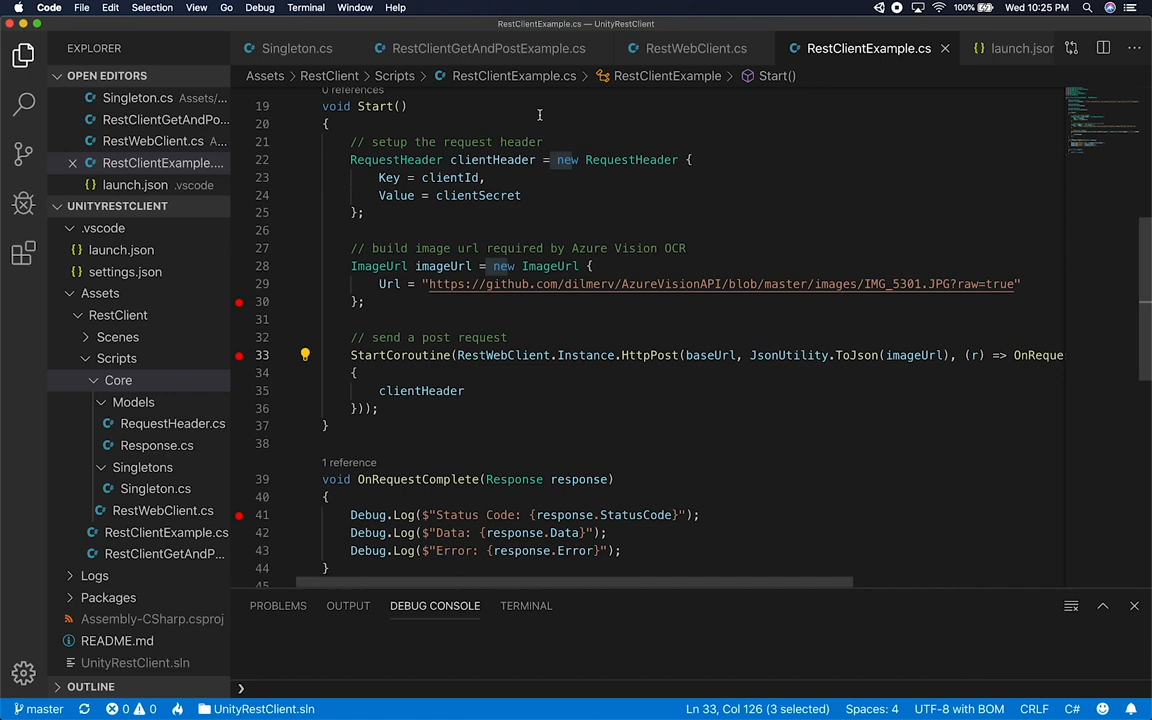 Code File Edit Selection View Go Debug Terminal Window Help 100% Wed 10:25 PM
RestClientExample.cs — UnityRestClient
EXPLORER
Singleton.cs RestClientGetAndPostExample.cs RestWebClient.cs RestClientExample.cs launch.json
OPEN EDITORS
Assets > RestClient > Scripts > RestClientExample.cs > RestClientExample > Start()
Singleton.cs Assets/...
RestClientGetAndPo...
RestWebClient.cs A...
RestClientExample....
launch.json .vscode
UNITYRESTCLIENT
.vscode
launch.json
settings.json
Assets
RestClient
Scenes
Scripts
Core
Models
RequestHeader.cs
Response.cs
Singletons
Singleton.cs
RestWebClient.cs
RestClientExample.cs
RestClientGetAndP...
Logs
Packages
Assembly-CSharp.csproj
README.md
UnityRestClient.sln
OUTLINE
0 references
19 void Start()
20 {
21 // setup the request header
22 RequestHeader clientHeader = new RequestHeader {
23 Key = clientId,
24 Value = clientSecret
25 };
26
27 // build image url required by Azure Vision OCR
28 ImageUrl imageUrl = new ImageUrl {
29 Url = "https://github.com/dilmerv/AzureVisionAPI/blob/master/images/IMG_5301.JPG?raw=true"
30 };
31
32 // send a post request
33 StartCoroutine(RestWebClient.Instance.HttpPost(baseUrl, JsonUtility.ToJson(imageUrl), (r) => OnReque
34 {
35 clientHeader
36 }));
37 }
38
1 reference
39 void OnRequestComplete(Response response)
40 {
41 Debug.Log($"Status Code: {response.StatusCode}");
42 Debug.Log($"Data: {response.Data}");
43 Debug.Log($"Error: {response.Error}");
44 }
45
PROBLEMS OUTPUT DEBUG CONSOLE TERMINAL
master 0 0 UnityRestClient.sln Ln 33, Col 126 (3 selected) Spaces: 4 UTF-8 with BOM CRLF C#